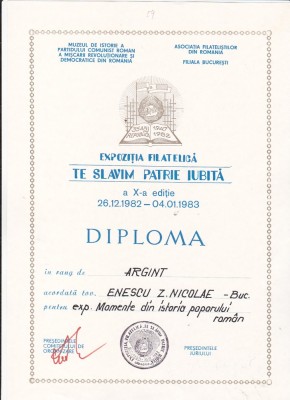 MUZEUL DE ISTORIE A
PARTIDULUI COMUNIST ROMÂN
A MIȘCĂRII REVOLUȚIONARE ȘI
DEMOCRATICE DIN ROMÂNIA
ASOCIAȚIA FILATELIȘTILOR
DIN ROMÂNIA
FILIALA BUCUREȘTI
EXPOZIȚIA FILATELICĂ
TE SLĂVIM PATRIE IUBITĂ
a X-a ediție
26.12.1982 – 04.01.1983
DIPLOMA
în rang de ARGINT
acordată tov. ENESCU Z. NICOLAE - Buc.
pentru exp. Momente din istoria poporului
român
PREȘEDINTELE
COMITETULUI DE
ORGANIZARE
PREȘEDINTELE
JURIULUI